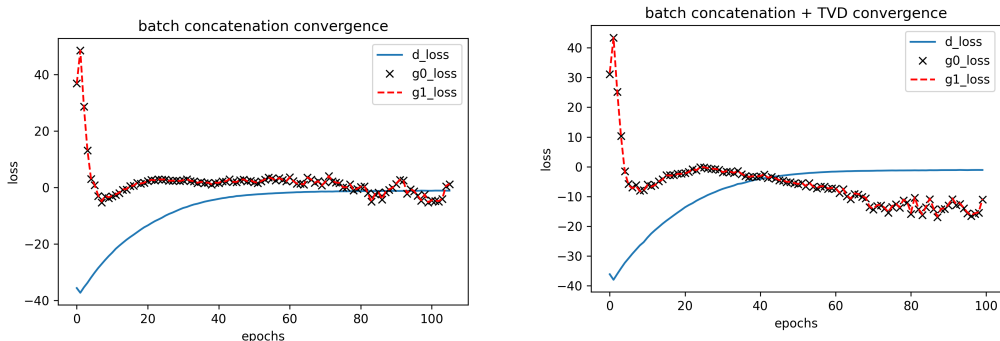 batch concatenation convergence
d_loss
g0_loss
g1_loss
40
20
0
−20
−40
loss
0
20
40
60
80
100
epochs
batch concatenation + TVD convergence
d_loss
g0_loss
g1_loss
40
30
20
10
0
−10
−20
−30
−40
loss
0
20
40
60
80
100
epochs